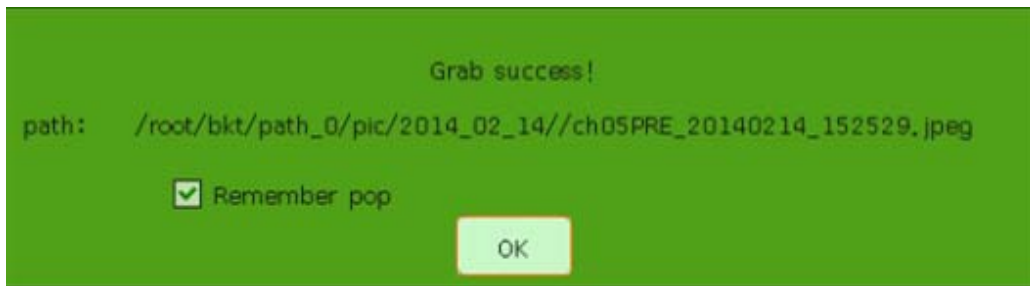 Grab success!
path: /root/bkt/path_0/pic/2014_02_14//ch05PRE_20140214_152529.jpeg
Remember pop
OK